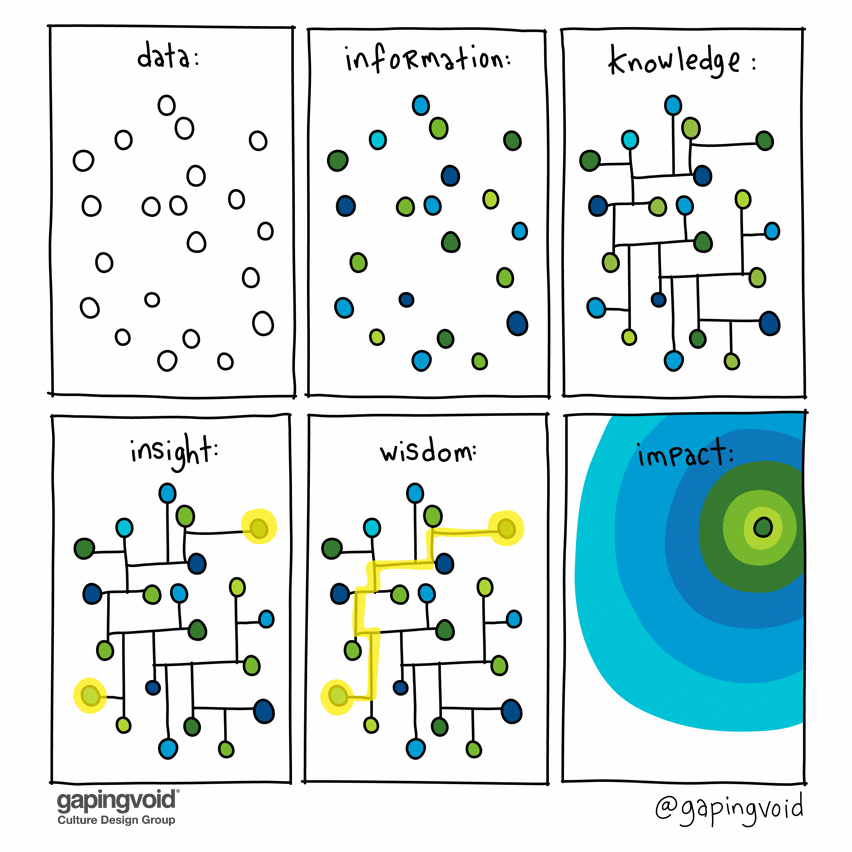 data:
information:
knowledge:
insight:
wisdom:
impact:
gapingvoid®
Culture Design Group
@gapingvoid